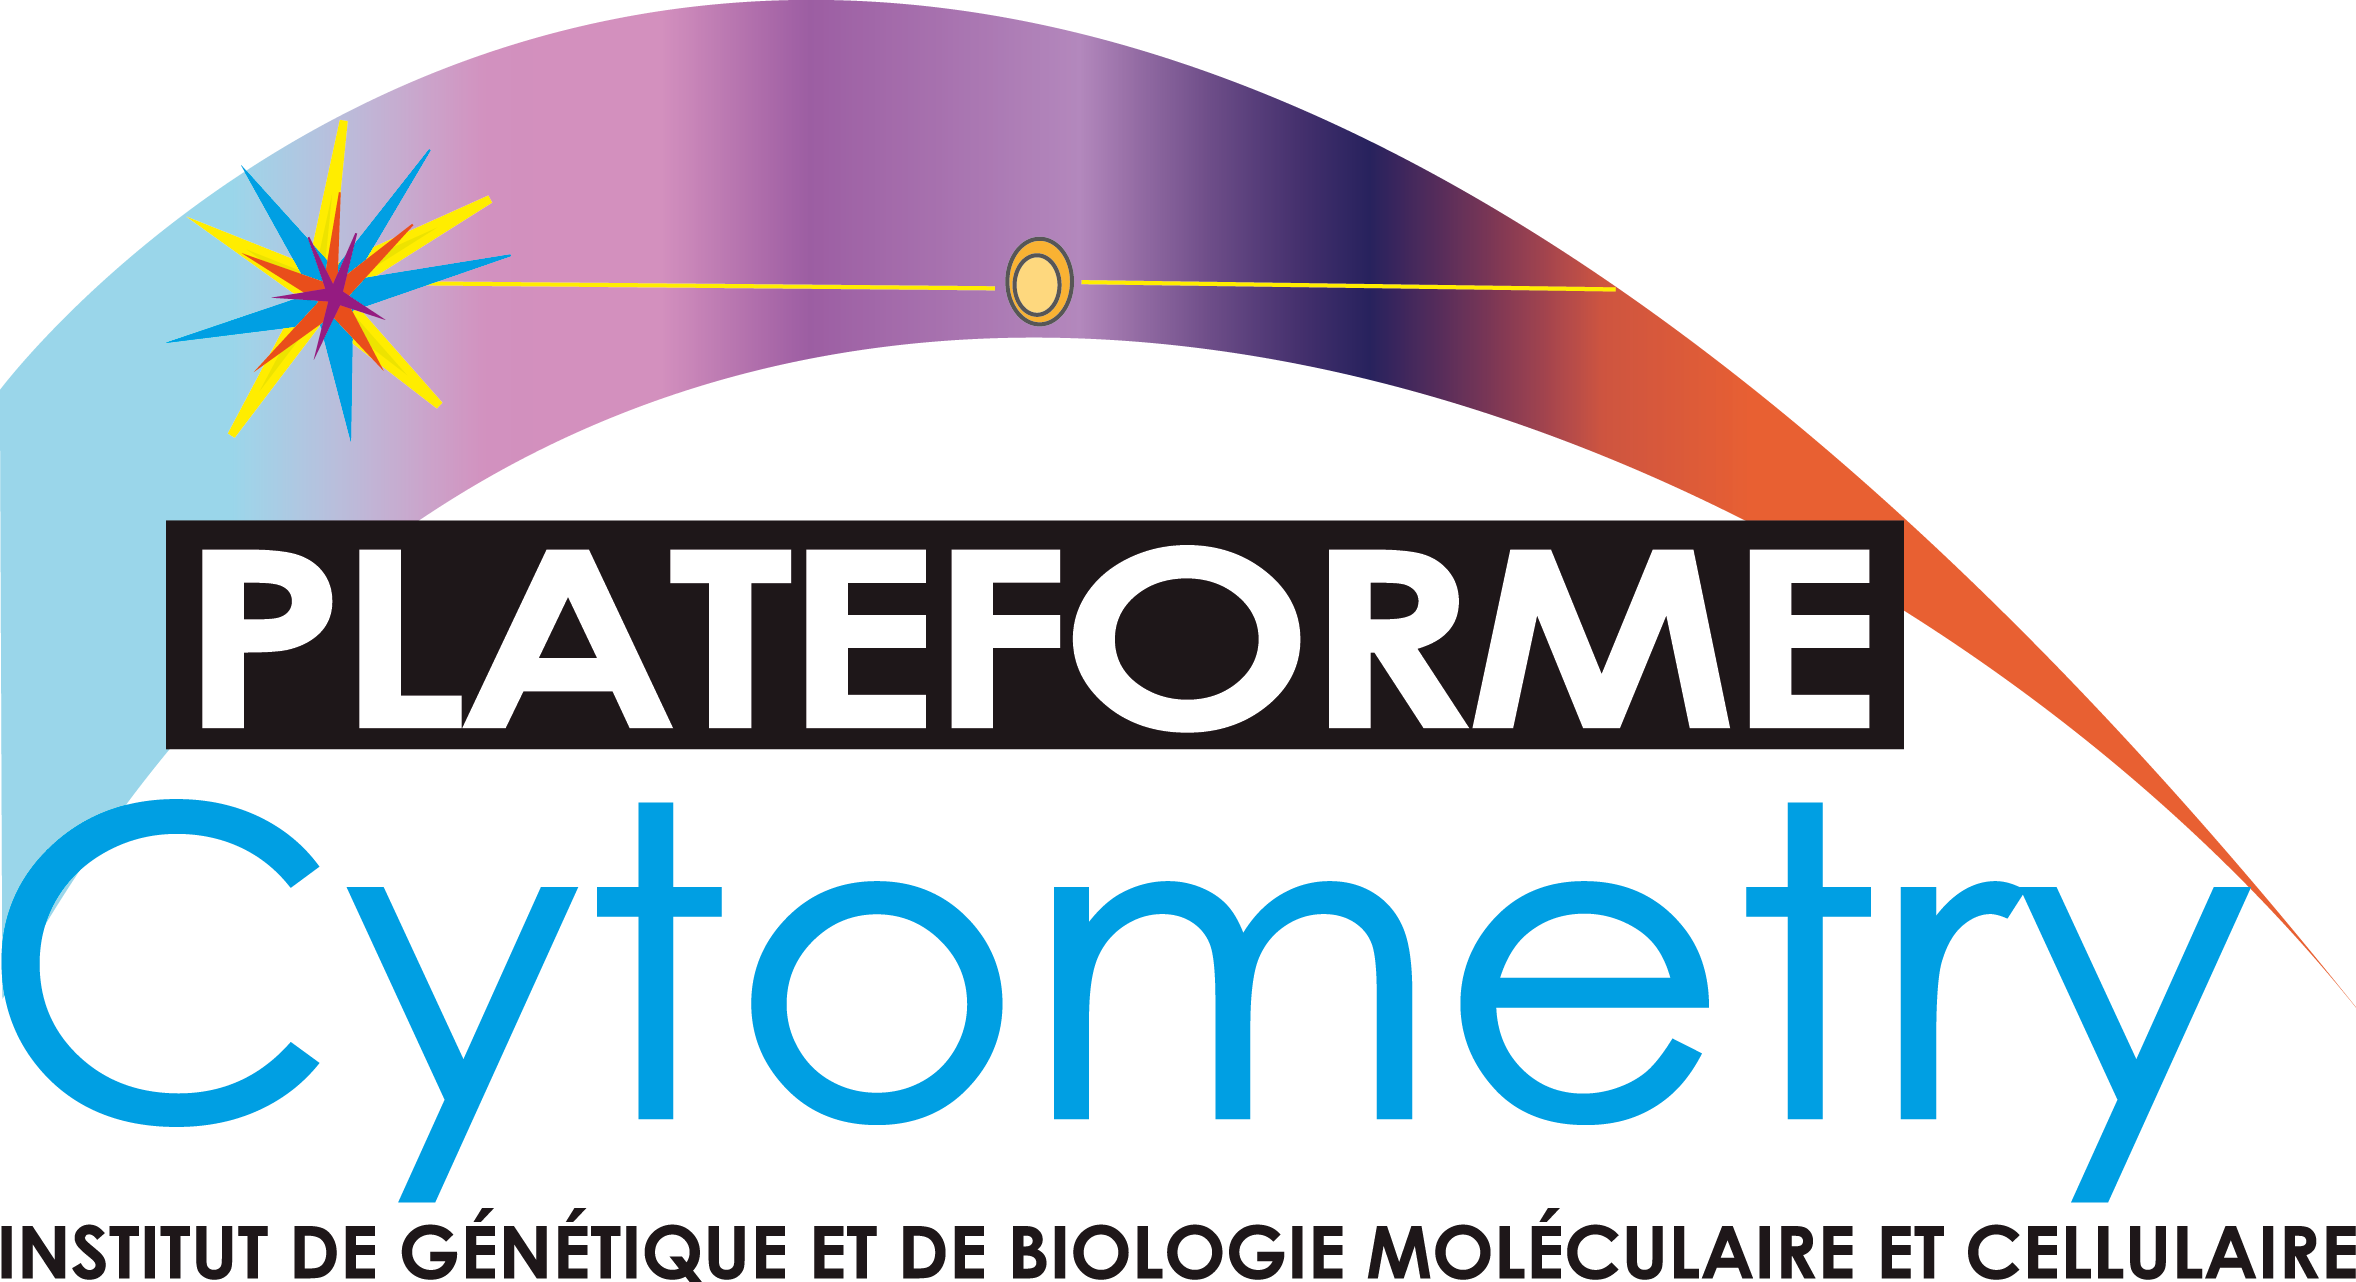 PLATEFORME
Cytometry
INSTITUT DE GÉNÉTIQUE ET DE BIOLOGIE MOLÉCULAIRE ET CELLULAIRE